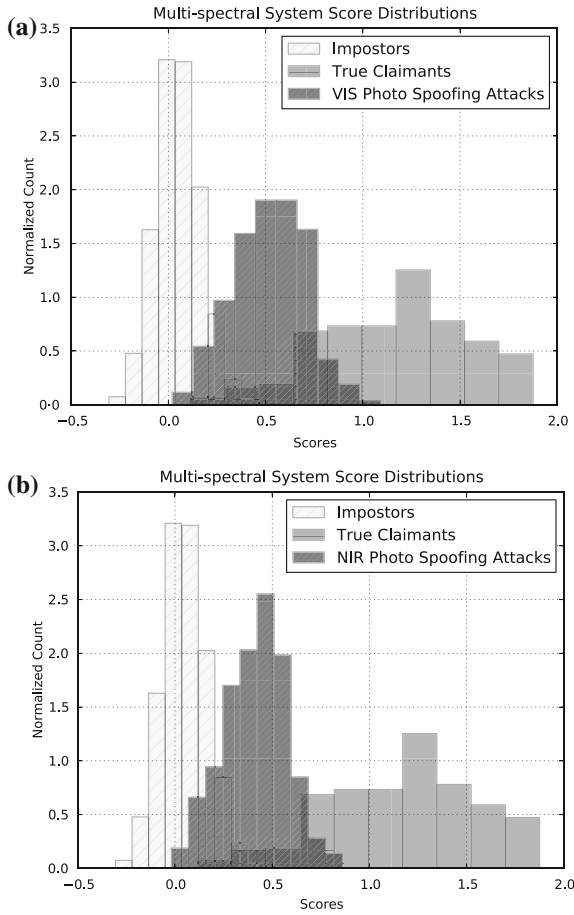 (a)
Multi-spectral System Score Distributions
3.5
3.0
2.5
2.0
1.5
1.0
0.5
0.0
Normalized Count
Impostors
True Claimants
VIS Photo Spoofing Attacks
−0.5 0.0 0.5 1.0 1.5 2.0
Scores
(b)
Multi-spectral System Score Distributions
3.5
3.0
2.5
2.0
1.5
1.0
0.5
0.0
Normalized Count
Impostors
True Claimants
NIR Photo Spoofing Attacks
−0.5 0.0 0.5 1.0 1.5 2.0
Scores